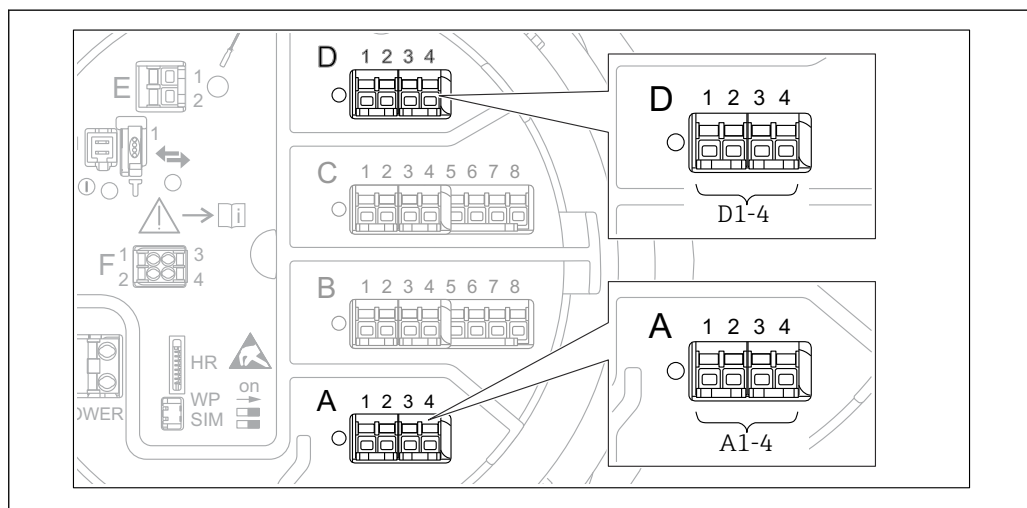 D 1 2 3 4
D 1 2 3 4
D1-4
E 1
2
1
C 1 2 3 4 5 6 7 8
i
F 1 3
2 4
B 1 2 3 4 5 6 7 8
A 1 2 3 4
A1-4
HR
on
WP
SIM
OWER
A 1 2 3 4